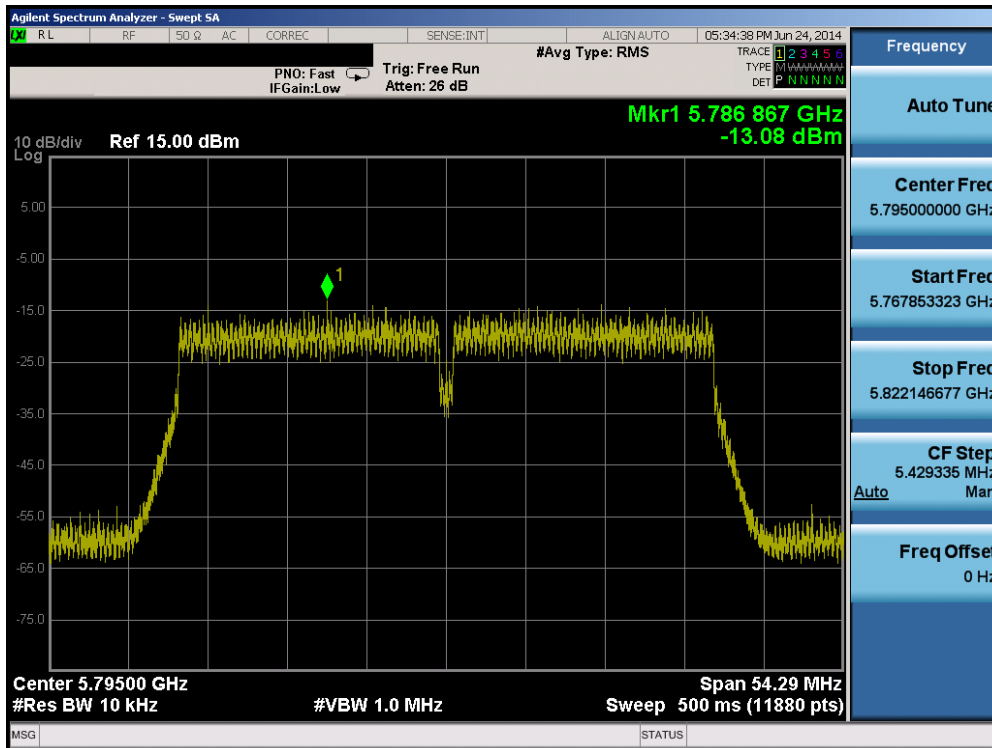 Agilent Spectrum Analyzer - Swept SA
LXI RL RF 50 Ω AC CORREC SENSE:INT ALIGN AUTO 05:34:38 PM Jun 24, 2014
PNO: Fast
IFGain:Low
Trig: Free Run
Atten: 26 dB
#Avg Type: RMS
TRACE 1 2 3 4 5 6
TYPE M WWWWW
DET P N N N N N
Mkr1 5.786 867 GHz
-13.08 dBm
10 dB/div Ref 15.00 dBm
Log
5.00
-5.00
-15.0
-25.0
-35.0
-45.0
-55.0
-65.0
-75.0
1
Center 5.79500 GHz Span 54.29 MHz
#Res BW 10 kHz #VBW 1.0 MHz Sweep 500 ms (11880 pts)
MSG STATUS
Frequency
Auto Tune
Center Freq
5.795000000 GHz
Start Freq
5.767853323 GHz
Stop Freq
5.822146677 GHz
CF Step
5.429335 MHz
Auto Man
Freq Offset
0 Hz